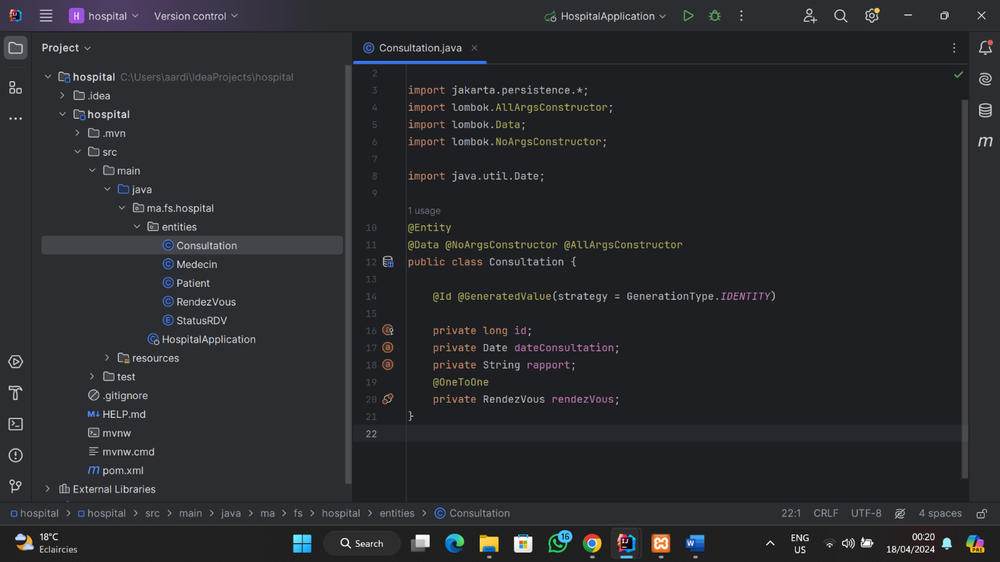 H hospital Version control HospitalApplication
Project
Consultation.java
hospital C:\Users\aardi\IdeaProjects\hospital
.idea
hospital
.mvn
src
main
java
ma.fs.hospital
entities
Consultation
Medecin
Patient
RendezVous
StatusRDV
HospitalApplication
resources
test
.gitignore
M↓ HELP.md
mvnw
mvnw.cmd
m pom.xml
External Libraries
2
3 import jakarta.persistence.*;
4 import lombok.AllArgsConstructor;
5 import lombok.Data;
6 import lombok.NoArgsConstructor;
7
8 import java.util.Date;
9
1 usage
10 @Entity
11 @Data @NoArgsConstructor @AllArgsConstructor
12 public class Consultation {
13
14 @Id @GeneratedValue(strategy = GenerationType.IDENTITY)
15
16 private long id;
17 private Date dateConsultation;
18 private String rapport;
19 @OneToOne
20 private RendezVous rendezVous;
21 }
22
m
hospital > hospital > src > main > java > ma > fs > hospital > entities > Consultation 22:1 CRLF UTF-8 4 spaces
18°C
Eclaircies
Search
16
ENG
US
00:20
18/04/2024
PRE